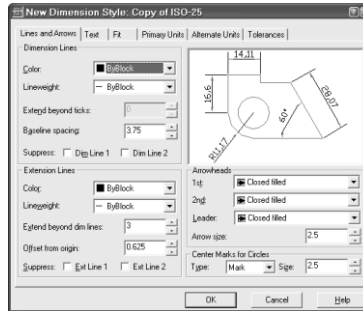 New Dimension Style: Copy of ISO-25
Lines and Arrows Text Fit Primary Units Alternate Units Tolerances
Dimension Lines
Color: ByBlock
Lineweight: ByBlock
Extend beyond ticks: 0
Baseline spacing: 3.75
Suppress: Dim Line 1 Dim Line 2
Extension Lines
Color: ByBlock
Lineweight: ByBlock
Extend beyond dim lines: 3
Offset from origin: 0.625
Suppress: Ext Line 1 Ext Line 2
14,11
16,6
28,07
60°
R11,17
Arrowheads
1st: Closed filled
2nd: Closed filled
Leader: Closed filled
Arrow size: 2.5
Center Marks for Circles
Type: Mark Size: 2.5
OK Cancel Help